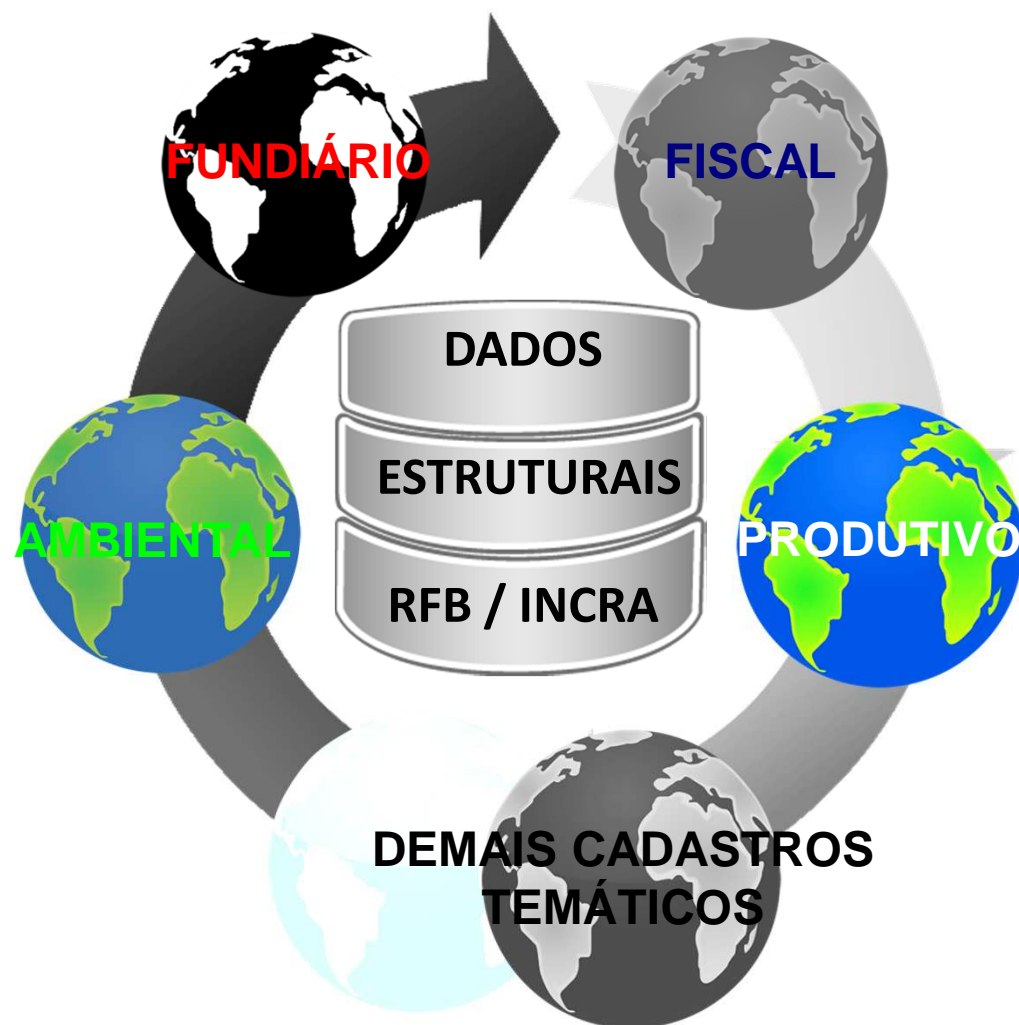 FUNDIÁRIO
FISCAL
DADOS
ESTRUTURAIS
RFB / INCRA
AMBIENTAL
PRODUTIVO
DEMAIS CADASTROS
TEMÁTICOS